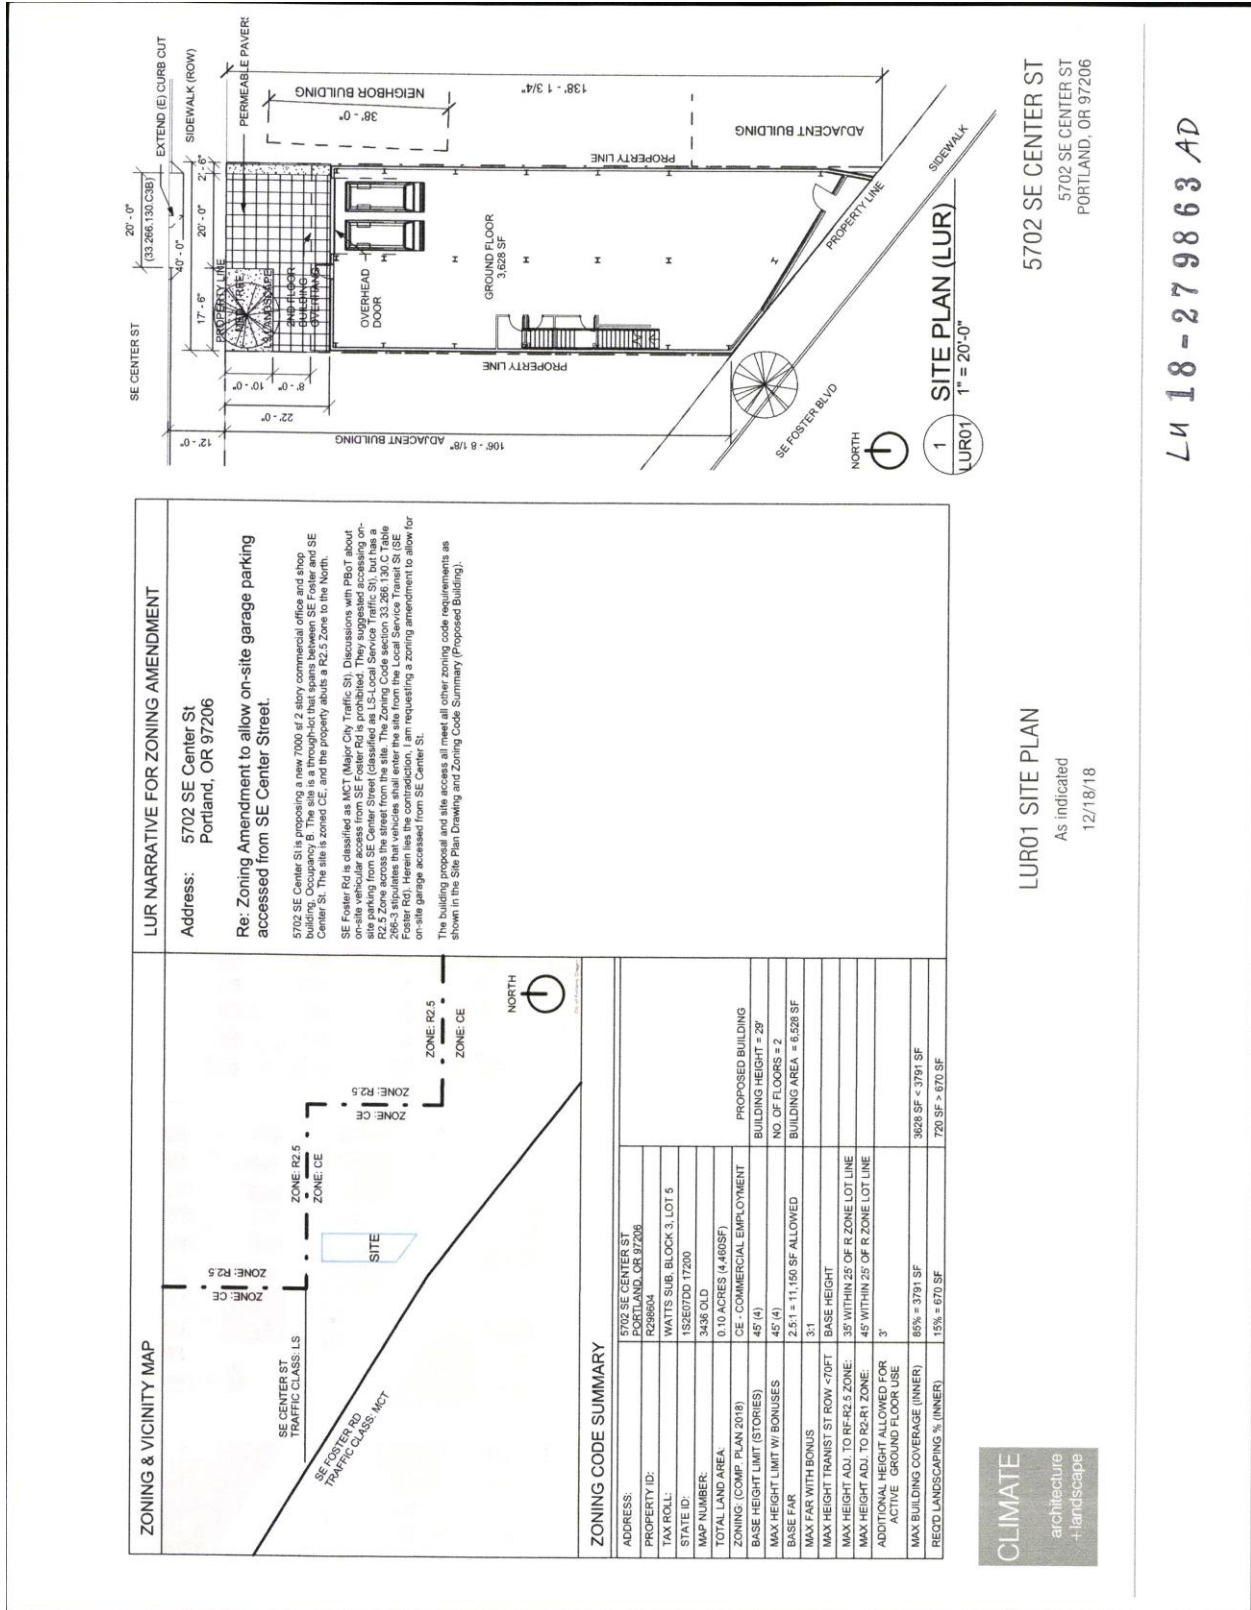 ZONING & VICINITY MAP
SE CENTER ST
TRAFFIC CLASS: LS
SE FOSTER RD
TRAFFIC CLASS: MCT
ZONE: R2.5
ZONE: CE
SITE
ZONE: R2.5
ZONE: CE
ZONE: R2.5
ZONE: CE
ZONE: R2.5
ZONE: CE
NORTH
ZONING CODE SUMMARY
ADDRESS: 5702 SE CENTER ST
PORTLAND, OR 97206
PROPERTY ID: R298604
TAX ROLL: WATTS SUB, BLOCK 3, LOT 5
STATE ID: 1S2E07DD 17200
MAP NUMBER: 3436 OLD
TOTAL LAND AREA: 0.10 ACRES (4,460SF)
ZONING: (COMP. PLAN 2018) CE - COMMERCIAL EMPLOYMENT PROPOSED BUILDING
BASE HEIGHT LIMIT (STORIES) 45' (4) BUILDING HEIGHT = 29'
MAX HEIGHT LIMIT W/ BONUSES 45' (4) NO. OF FLOORS = 2
BASE FAR 2.5:1 = 11,150 SF ALLOWED BUILDING AREA = 6,528 SF
MAX FAR WITH BONUS 3:1
MAX HEIGHT TRANIST ST ROW <70FT BASE HEIGHT
MAX HEIGHT ADJ. TO RF-R2.5 ZONE: 35' WITHIN 25' OF R ZONE LOT LINE
MAX HEIGHT ADJ. TO R2-R1 ZONE: 45' WITHIN 25' OF R ZONE LOT LINE
ADDITIONAL HEIGHT ALLOWED FOR 3'
ACTIVE GROUND FLOOR USE
MAX BUILDING COVERAGE (INNER) 85% = 3791 SF 3628 SF < 3791 SF
REQ'D LANDSCAPING % (INNER) 15% = 670 SF 720 SF > 670 SF
LUR NARRATIVE FOR ZONING AMENDMENT
Address: 5702 SE Center St
Portland, OR 97206
Re: Zoning Amendment to allow on-site garage parking
accessed from SE Center Street.
5702 SE Center St is proposing a new 7000 sf 2 story commercial office and shop
building, Occupancy B. The site is a through-lot that spans between SE Foster and SE
Center St. The site is zoned CE, and the property abuts a R2.5 Zone to the North.
SE Foster Rd is classified as MCT (Major City Traffic St). Discussions with PBoT about
on-site vehicular access from SE Foster Rd is prohibited. They suggested accessing on-
site parking from SE Center Street (classified as LS-Local Service Traffic St), but has a
R2.5 Zone across the street from the site. The Zoning Code section 33.266.130.C Table
266-3 stipulates that vehicles shall enter the site from the Local Service Transit St (SE
Foster Rd). Herein lies the contradiction, I am requesting a zoning amendment to allow for
on-site garage accessed from SE Center St.
The building proposal and site access all meet all other zoning code requirements as
shown in the Site Plan Drawing and Zoning Code Summary (Proposed Building).
SE CENTER ST
20' - 0"
(33.266.130.C3B)
EXTEND (E) CURB CUT
SIDEWALK (ROW)
40' - 0"
17' - 6"
20' - 0"
2' - 6"
PERMEABLE PAVERS
PROPERTY LINE
MED TREE
LS LANDSCAPE
2ND FLOOR
BUILDING
OVERHANG
12' - 0"
10' - 0"
8' - 0"
22' - 0"
106' - 8 1/8"
ADJACENT BUILDING
OVERHEAD
DOOR
GROUND FLOOR
3,628 SF
PROPERTY LINE
PROPERTY LINE
NEIGHBOR BUILDING
38' - 0"
138' - 1 3/4"
ADJACENT BUILDING
PROPERTY LINE
SIDEWALK
SE FOSTER BLVD
NORTH
1
LUR01
SITE PLAN (LUR)
1" = 20'-0"
CLIMATE
architecture
+landscape
LUR01 SITE PLAN
As indicated
12/18/18
5702 SE CENTER ST
5702 SE CENTER ST
PORTLAND, OR 97206
LU 18-279863 AD